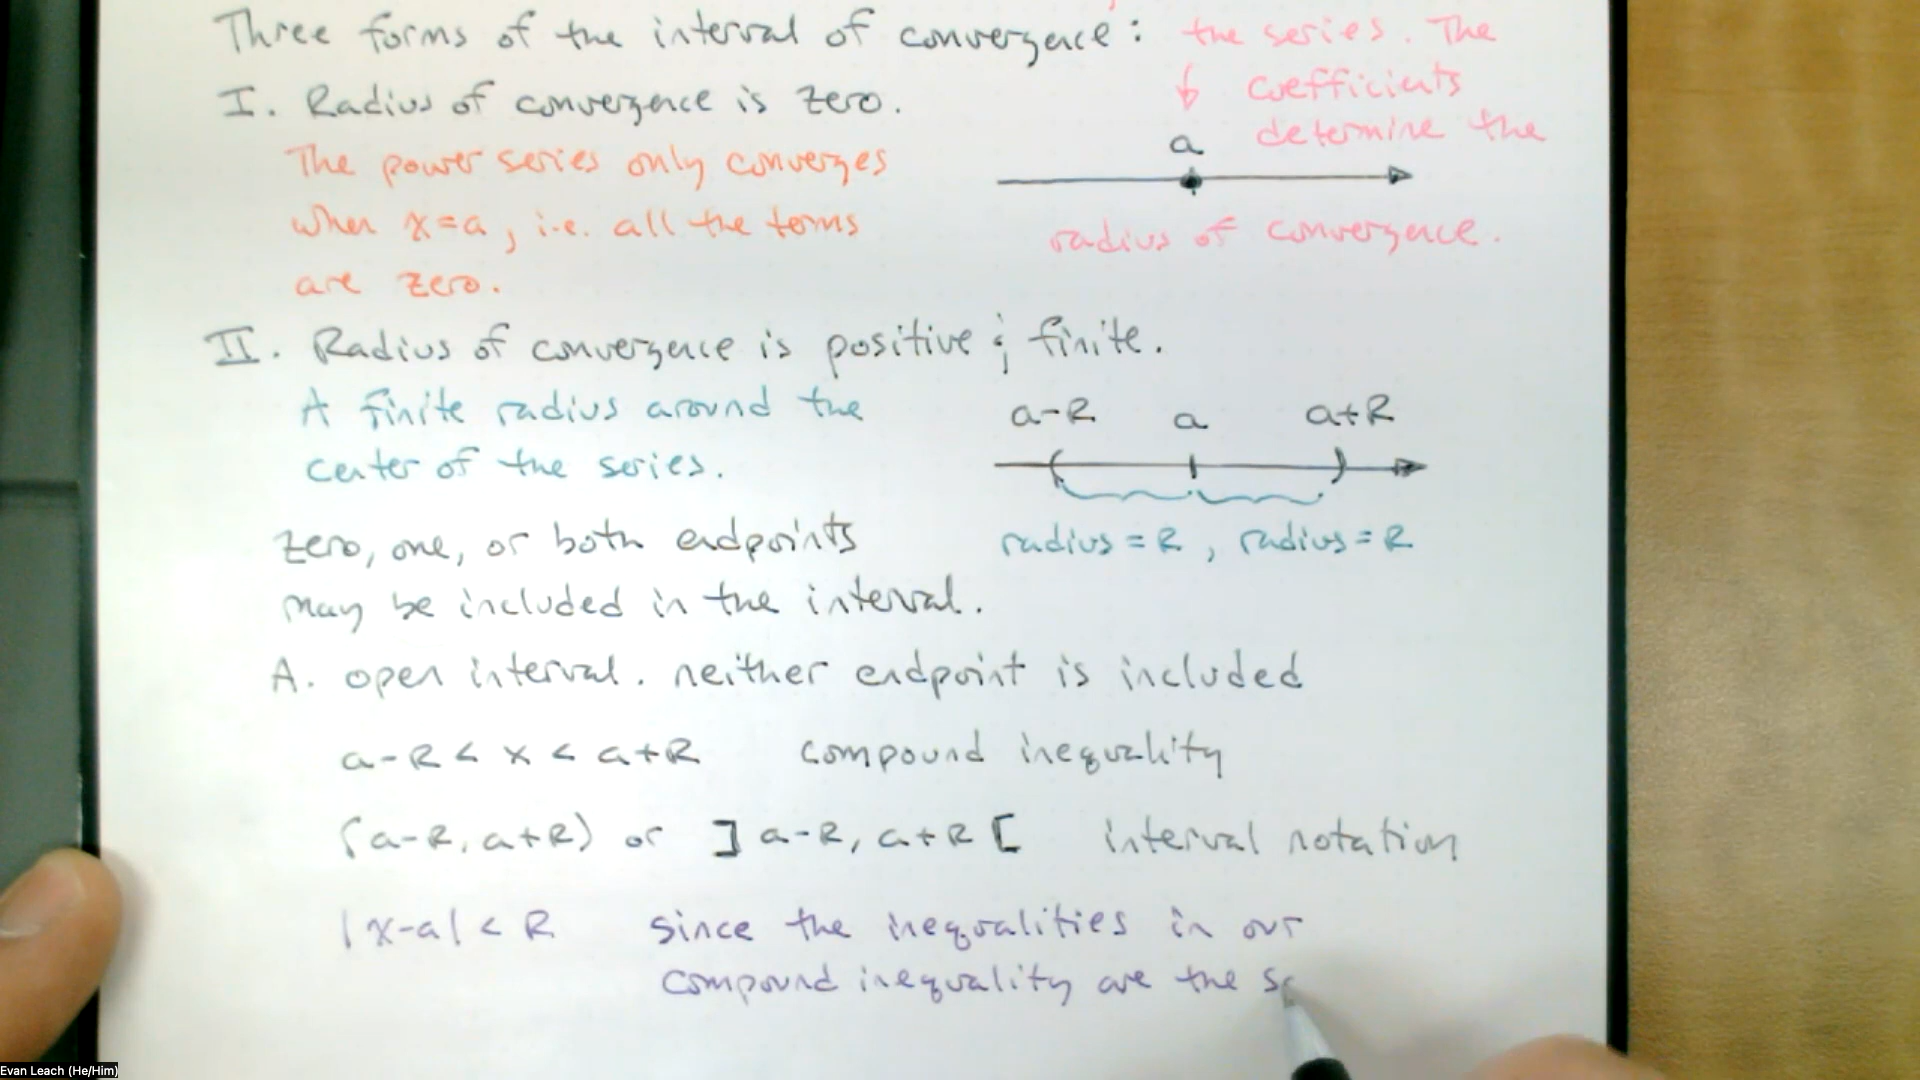 Three forms of the interval of convergence: the series. The
coefficients
I. Radius of convergence is zero.
determine the
a
The power series only converges
when x=a, i.e. all the terms
radius of convergence.
are zero.
II. Radius of convergence is positive & finite.
A finite radius around the
a-R a a+R
center of the series.
zero, one, or both endpoints
radius = R, radius = R
may be included in the interval.
A. open interval. neither endpoint is included
a-R < x < a+R compound inequality
(a-R, a+R) or ]a-R, a+R[ interval notation
|x-a| < R since the inequalities in our
compound inequality are the sa
Evan Leach (He/Him)